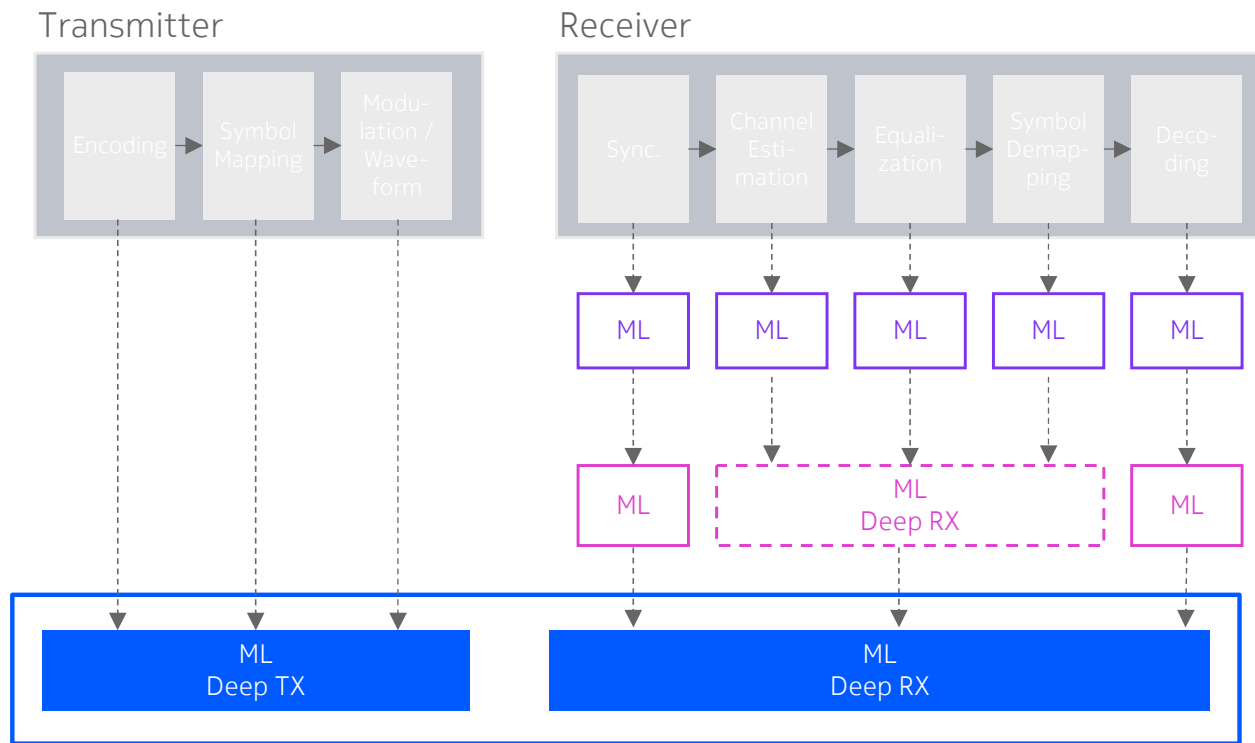 Transmitter
Receiver
Encoding
Symbol
Mapping
Modu-
lation /
Wave-
form
Sync.
Channel
Esti-
mation
Equali-
zation
Symbol
Demap-
ping
Deco-
ding
ML
ML
ML
ML
ML
ML
ML
Deep RX
ML
ML
Deep TX
ML
Deep RX